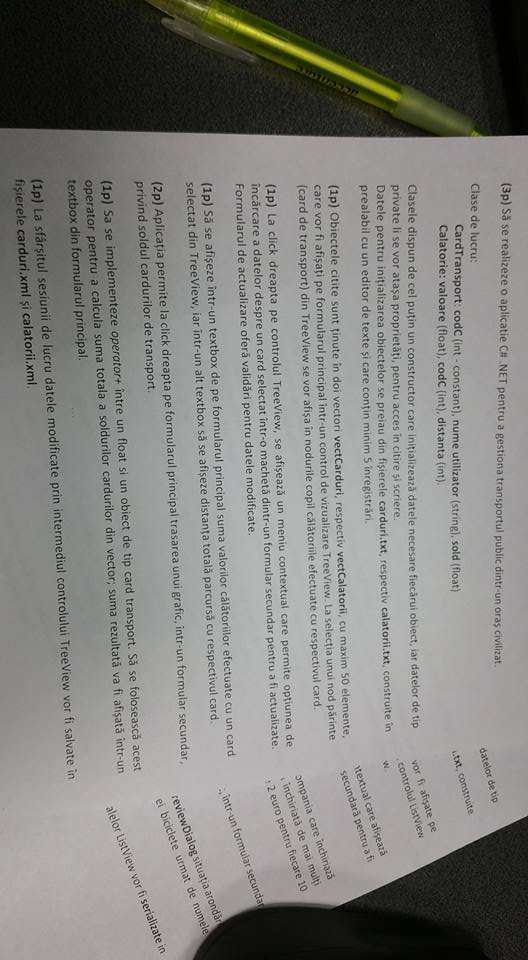 (3p) Să se realizeze o aplicatie C# .NET pentru a gestiona transportul public dintr-un oraș civilizat.
Clase de lucru:
CardTransport: codC (int - constant), nume utilizator (string), sold (float)
Calatorie: valoare (float), codC (int), distanta (int).
Clasele dispun de cel puțin un constructor care inițializează datele necesare fiecărui obiect, iar datelor de tip
private li se vor atașa proprietăți, pentru acces în citire și scriere.
Datele pentru inițializarea obiectelor se preiau din fișierele carduri.txt, respectiv calatorii.txt, construite în
prealabil cu un editor de texte și care conțin minim 5 înregistrări.
(1p) Obiectele citite sunt ținute în doi vectori vectCarduri, respectiv vectCalatorii, cu maxim 50 elemente,
care vor fi afișați pe formularul principal într-un control de vizualizare TreeView. La selecția unui nod părinte
(card de transport) din TreeView se vor afișa în nodurile copil călătoriile efectuate cu respectivul card.
(1p) La click dreapta pe controlul TreeView, se afișează un meniu contextual care permite opțiunea de
încărcare a datelor despre un card selectat într-o machetă dintr-un formular secundar pentru a fi actualizate.
Formularul de actualizare oferă validări pentru datele modificate.
(1p) Să se afișeze într-un textbox de pe formularul principal suma valorilor călătoriilor efectuate cu un card
selectat din TreeView, iar într-un alt textbox să se afișeze distanța totală parcursă cu respectivul card.
(2p) Aplicația permite la click dreapta pe formularul principal trasarea unui grafic, într-un formular secundar,
privind soldul cardurilor de transport.
(1p) Sa se implementeze operator+ între un float si un obiect de tip card transport. Să se folosească acest
operator pentru a calcula suma totala a soldurilor cardurilor din vector; suma rezultată va fi afișată într-un
textbox din formularul principal.
(1p) La sfârșitul sesiunii de lucru datele modificate prin intermediul controlului TreeView vor fi salvate în
fișierele carduri.xml și calatorii.xml.
datelor de tip
.txt, construite
vor fi afișate pe
controlul ListView
textual care afișează
secundară pentru a fi
w.
ompania care închiriază
închiriată de mai mulți
2 euro pentru fiecare 10
, într-un formular secundar
reviewDialog situația
ei biciclete urmat de numele
alelor ListView vor fi serializate in